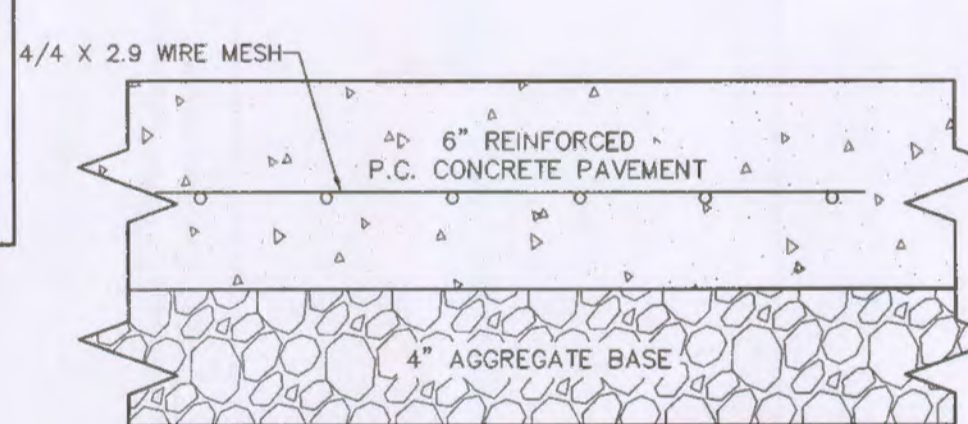 4/4 X 2.9 WIRE MESH
6" REINFORCED
P.C. CONCRETE PAVEMENT
4" AGGREGATE BASE